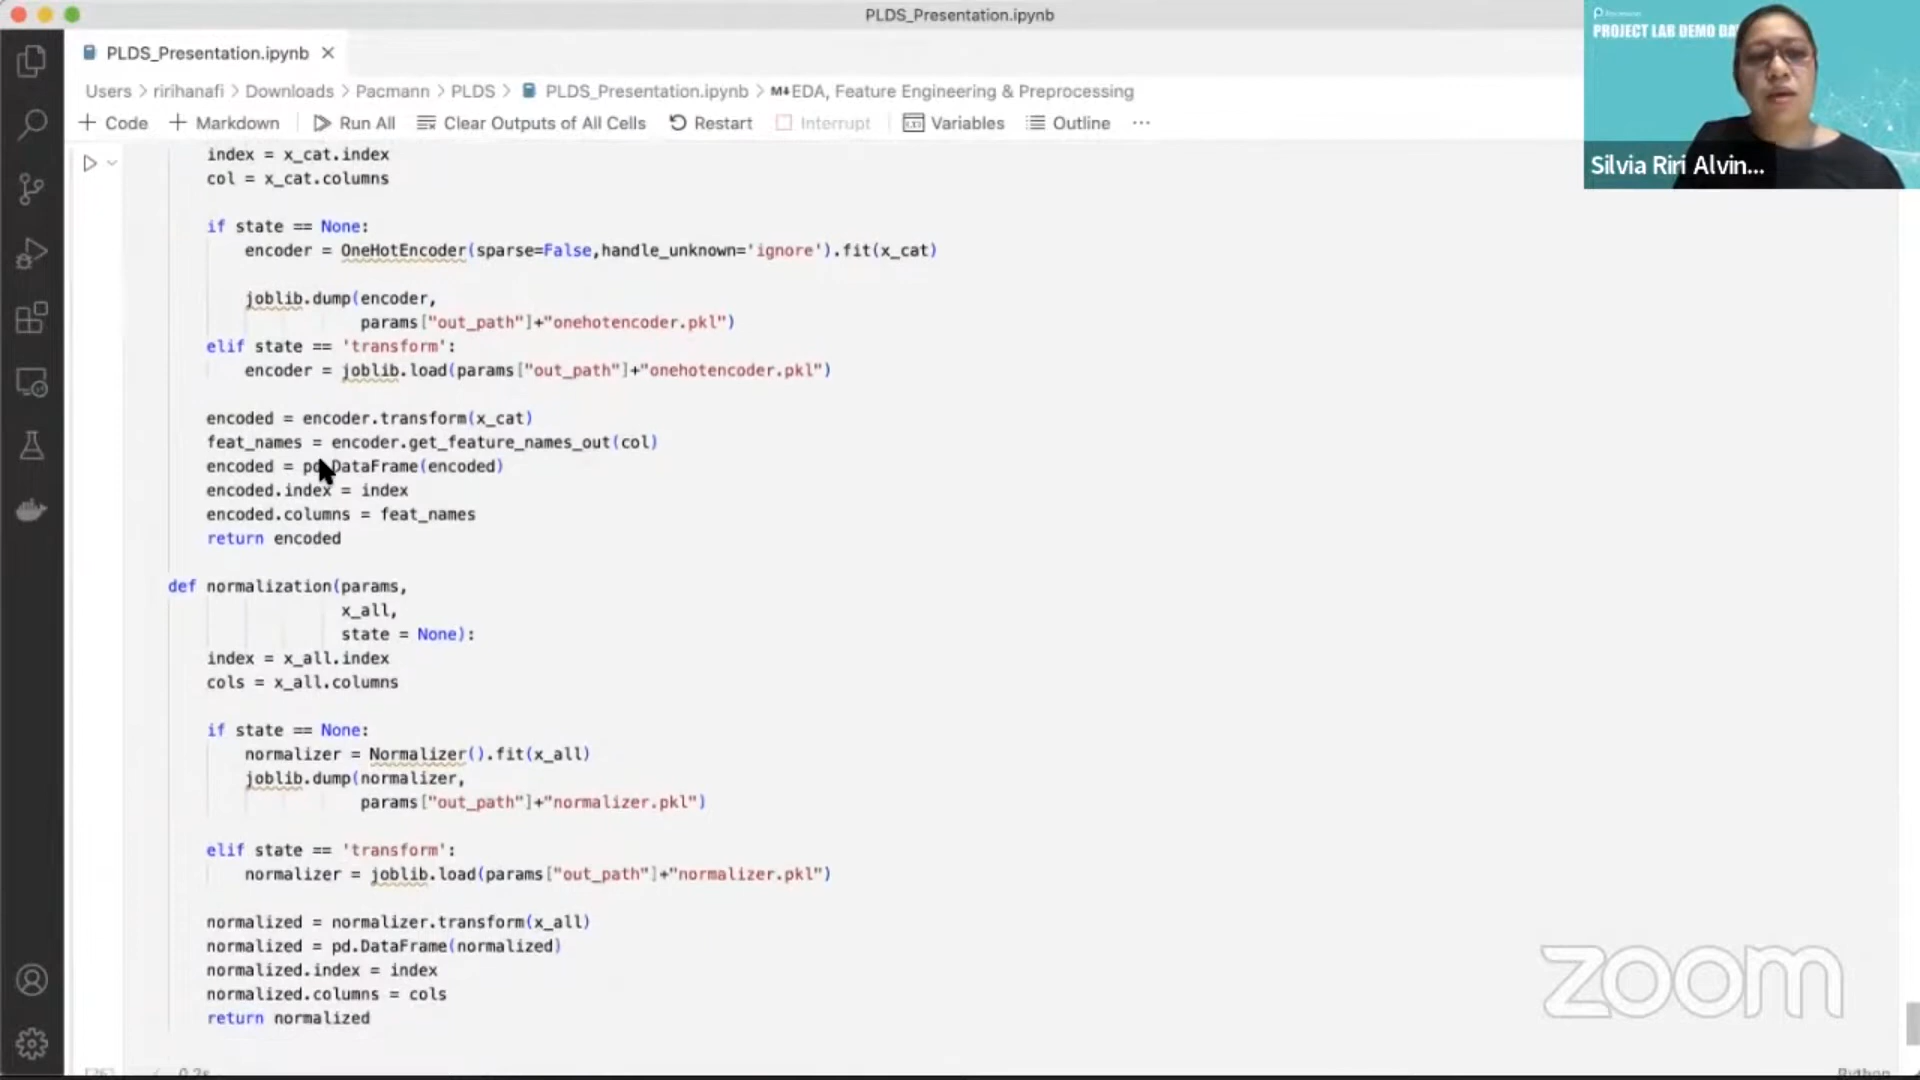 PLDS_Presentation.ipynb
PLDS_Presentation.ipynb
Users > ririhanafi > Downloads > Pacmann > PLDS > PLDS_Presentation.ipynb > M↓EDA, Feature Engineering & Preprocessing
+ Code + Markdown Run All Clear Outputs of All Cells Restart Interrupt Variables Outline ...
index = x_cat.index
col = x_cat.columns
if state == None:
encoder = OneHotEncoder(sparse=False,handle_unknown='ignore').fit(x_cat)
joblib.dump(encoder,
params["out_path"]+"onehotencoder.pkl")
elif state == 'transform':
encoder = joblib.load(params["out_path"]+"onehotencoder.pkl")
encoded = encoder.transform(x_cat)
feat_names = encoder.get_feature_names_out(col)
encoded = pd.DataFrame(encoded)
encoded.index = index
encoded.columns = feat_names
return encoded
def normalization(params,
x_all,
state = None):
index = x_all.index
cols = x_all.columns
if state == None:
normalizer = Normalizer().fit(x_all)
joblib.dump(normalizer,
params["out_path"]+"normalizer.pkl")
elif state == 'transform':
normalizer = joblib.load(params["out_path"]+"normalizer.pkl")
normalized = normalizer.transform(x_all)
normalized = pd.DataFrame(normalized)
normalized.index = index
normalized.columns = cols
return normalized
PROJECT LAB DEMO DA
Silvia Riri Alvin...
zoom